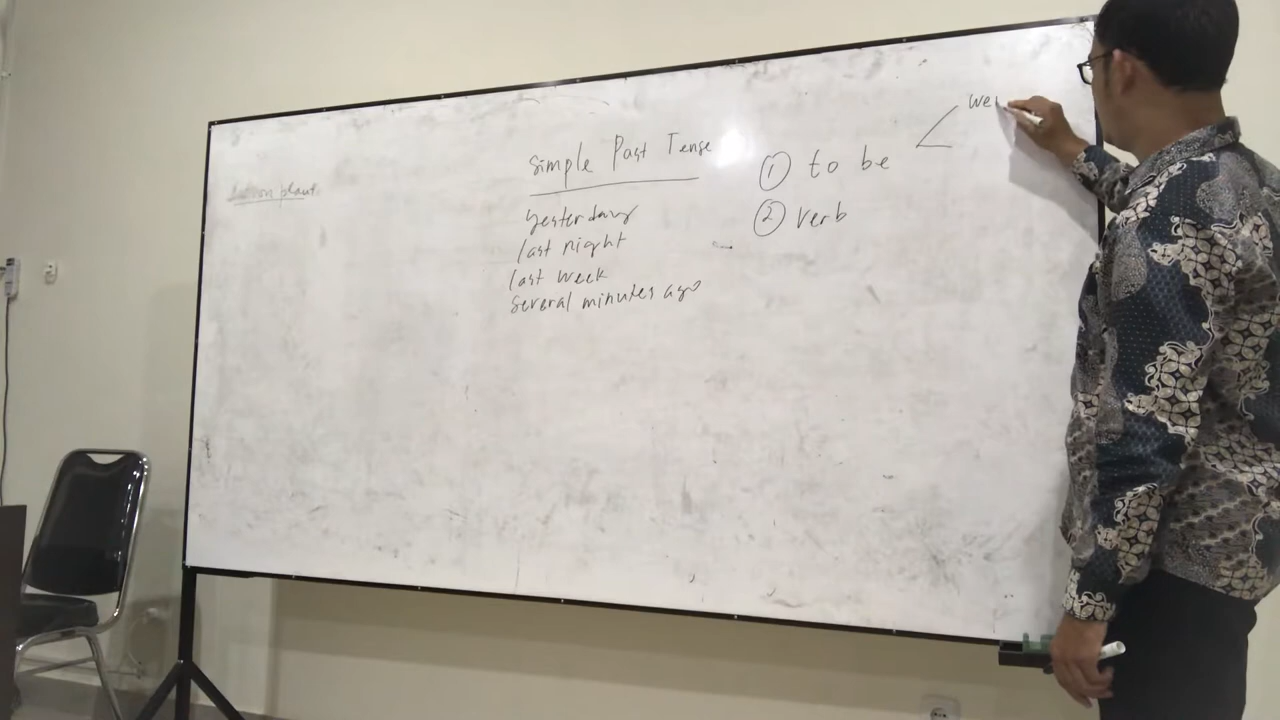 Simple Past Tense
yesterday
last night
last week
several minutes ago
① to be
② verb
we